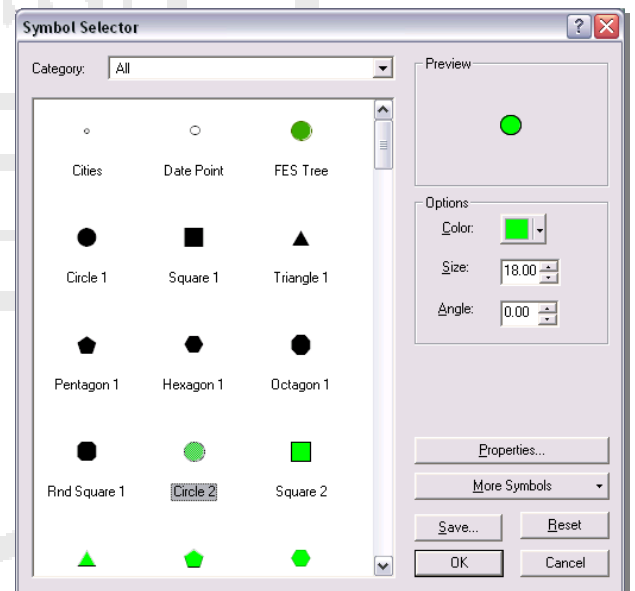 Symbol Selector
Category: All
Cities Date Point FES Tree
Circle 1 Square 1 Triangle 1
Pentagon 1 Hexagon 1 Octagon 1
Rnd Square 1 Circle 2 Square 2
Preview
Options
Color:
Size: 18.00
Angle: 0.00
Properties...
More Symbols
Save... Reset
OK Cancel